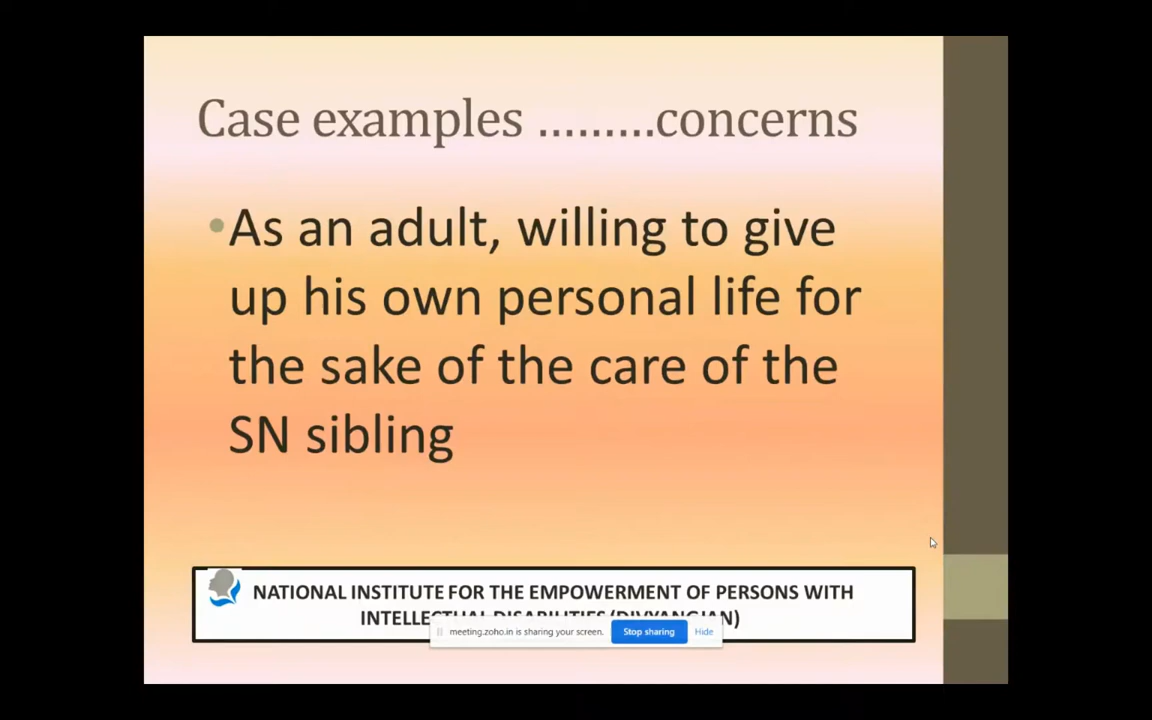 Case examples .........concerns
•As an adult, willing to give
up his own personal life for
the sake of the care of the
SN sibling
NATIONAL INSTITUTE FOR THE EMPOWERMENT OF PERSONS WITH
INTELLECTUAL DISABILITIES (DIVYANGJAN)
meeting.zoho.in is sharing your screen. Stop sharing Hide